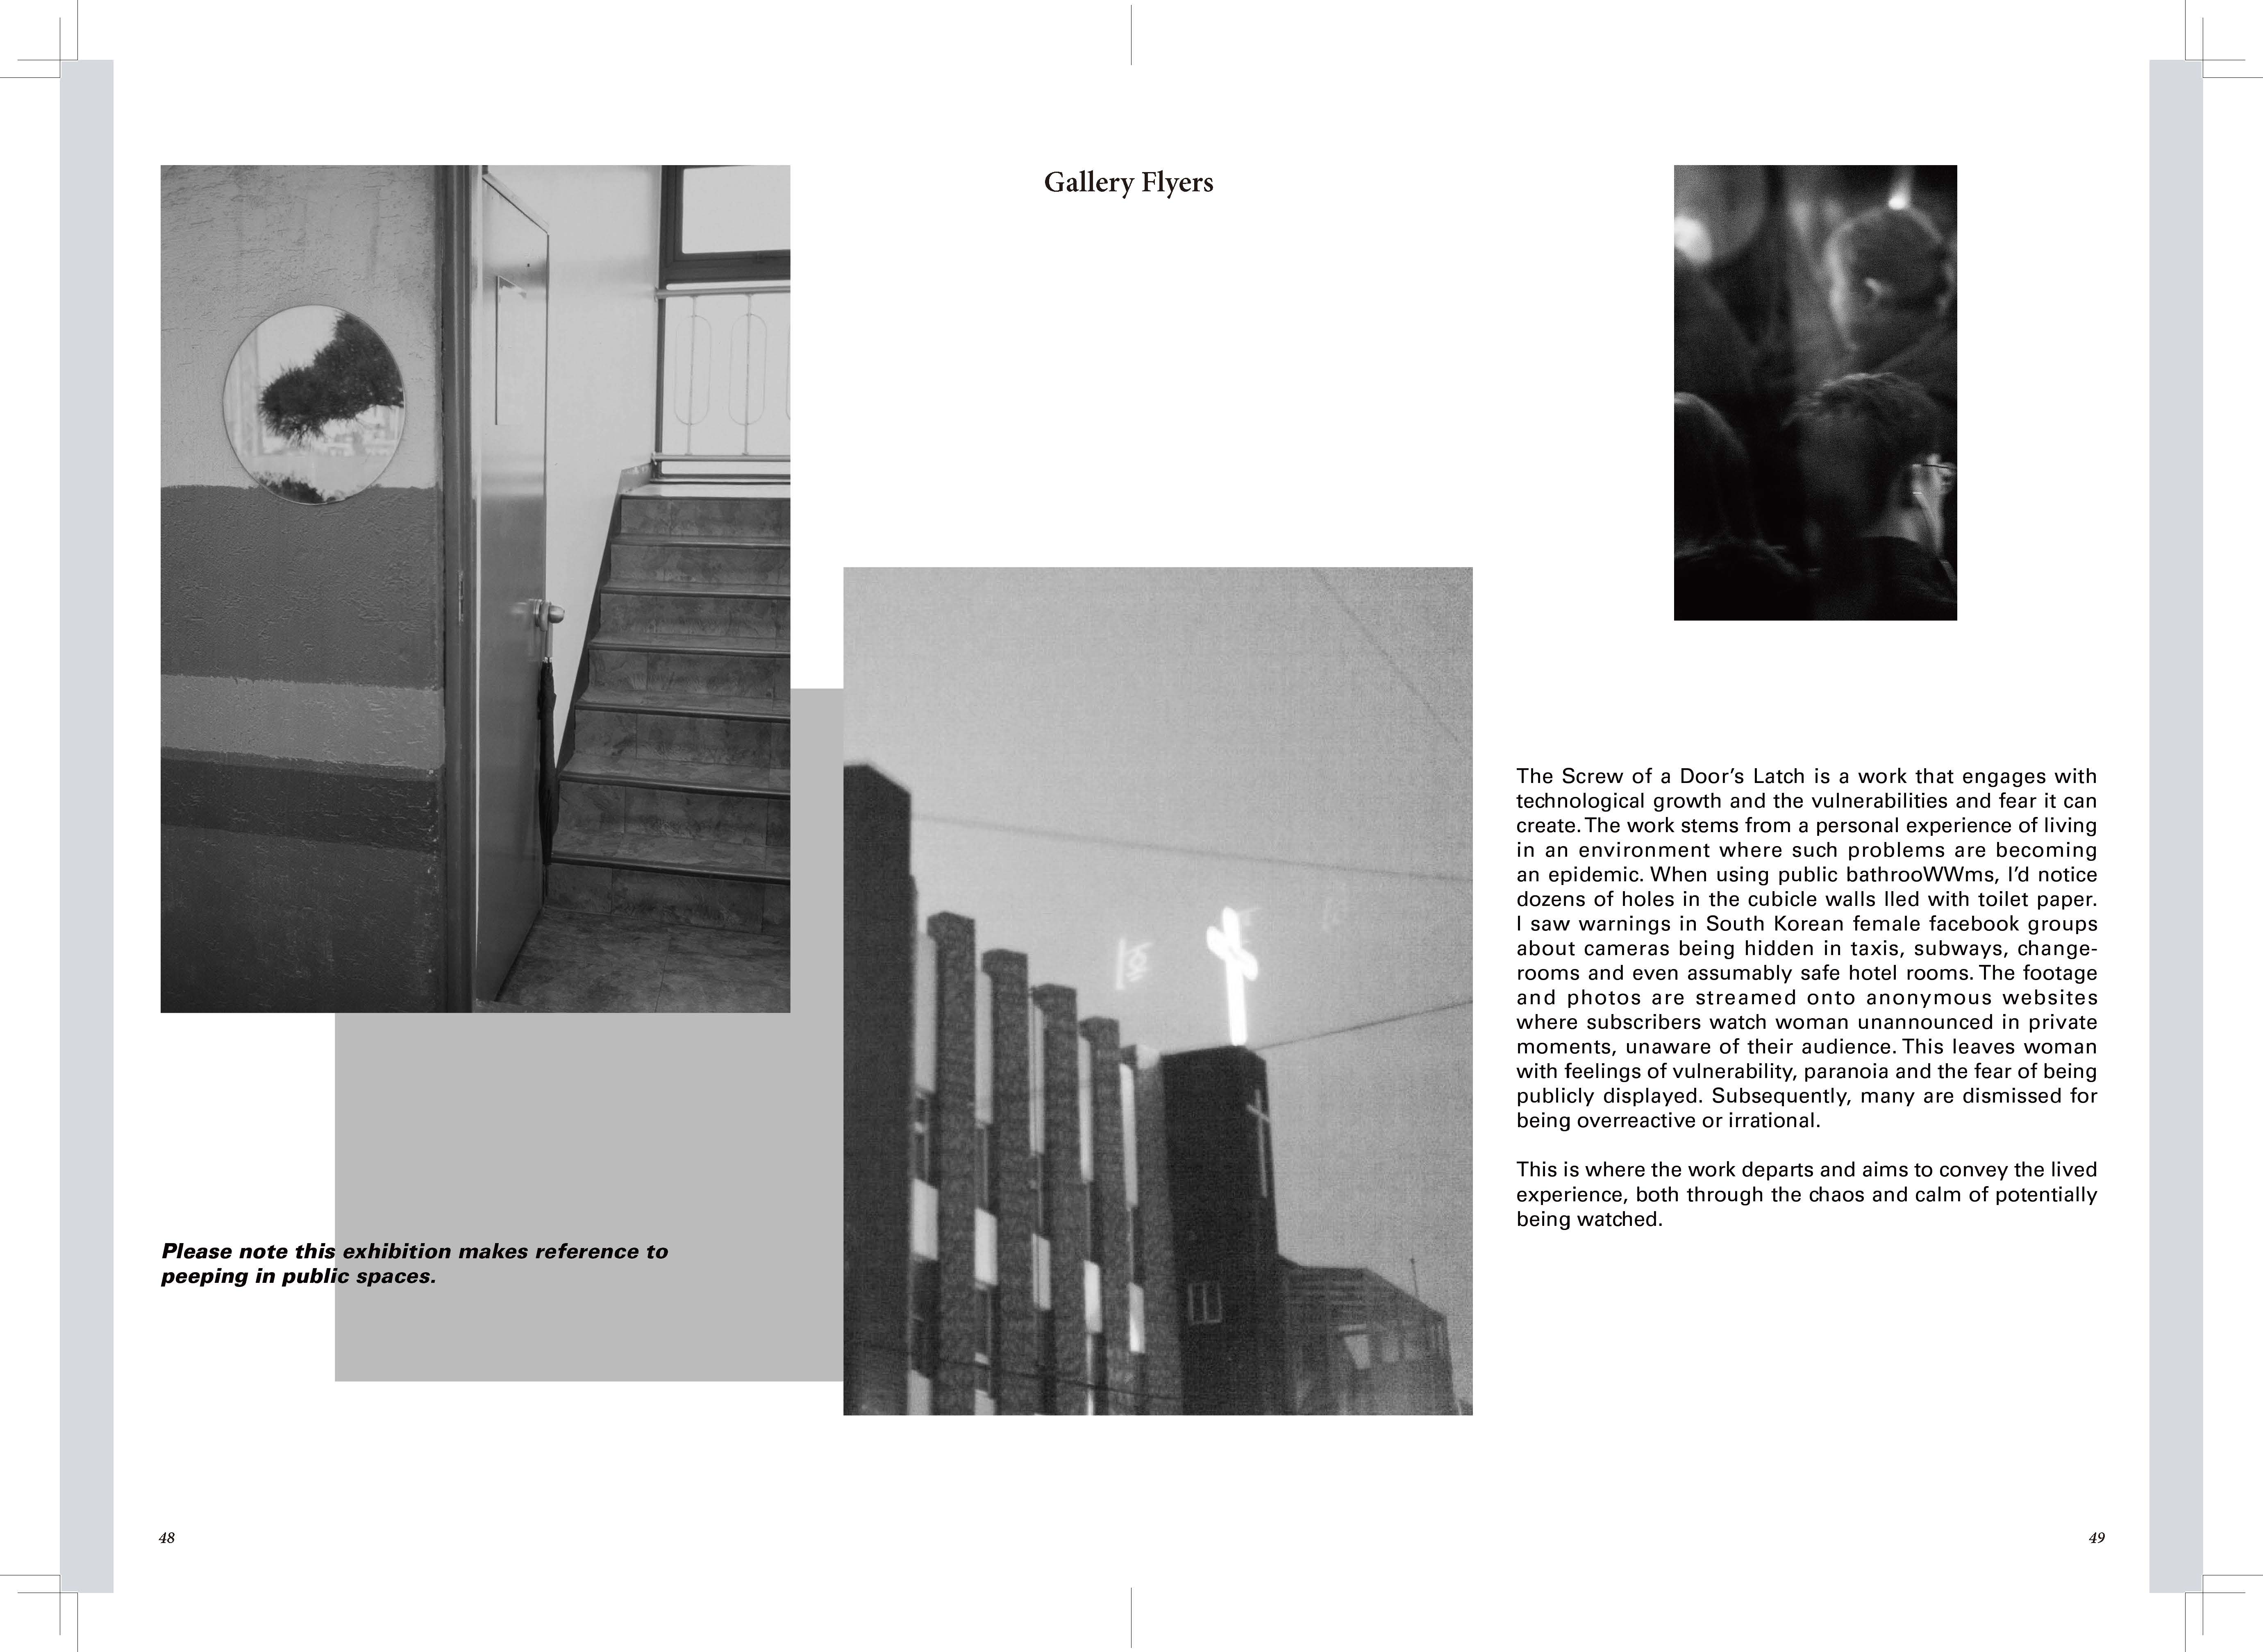 Gallery Flyers
Please note this exhibition makes reference to
peeping in public spaces.
The Screw of a Door’s Latch is a work that engages with
technological growth and the vulnerabilities and fear it can
create. The work stems from a personal experience of living
in an environment where such problems are becoming
an epidemic. When using public bathrooWWms, I’d notice
dozens of holes in the cubicle walls lled with toilet paper.
I saw warnings in South Korean female facebook groups
about cameras being hidden in taxis, subways, change-
rooms and even assumably safe hotel rooms. The footage
and photos are streamed onto anonymous websites
where subscribers watch woman unannounced in private
moments, unaware of their audience. This leaves woman
with feelings of vulnerability, paranoia and the fear of being
publicly displayed. Subsequently, many are dismissed for
being overreactive or irrational.
This is where the work departs and aims to convey the lived
experience, both through the chaos and calm of potentially
being watched.
48
49